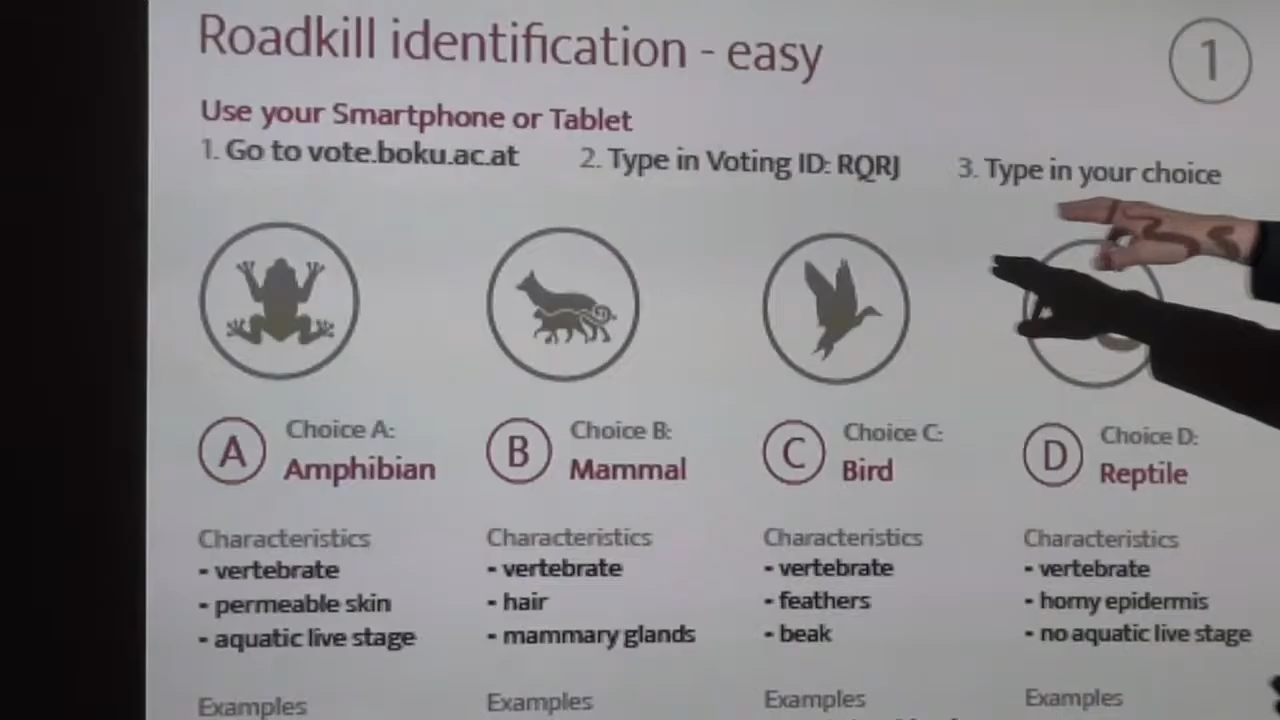 Roadkill identification - easy
1
Use your Smartphone or Tablet
1. Go to vote.boku.ac.at
2. Type in Voting ID: RQRJ
3. Type in your choice
A
Choice A:
Amphibian
B
Choice B:
Mammal
C
Choice C:
Bird
D
Choice D:
Reptile
Characteristics
- vertebrate
- permeable skin
- aquatic live stage
Characteristics
- vertebrate
- hair
- mammary glands
Characteristics
- vertebrate
- feathers
- beak
Characteristics
- vertebrate
- horny epidermis
- no aquatic live stage
Examples
Examples
Examples
Examples